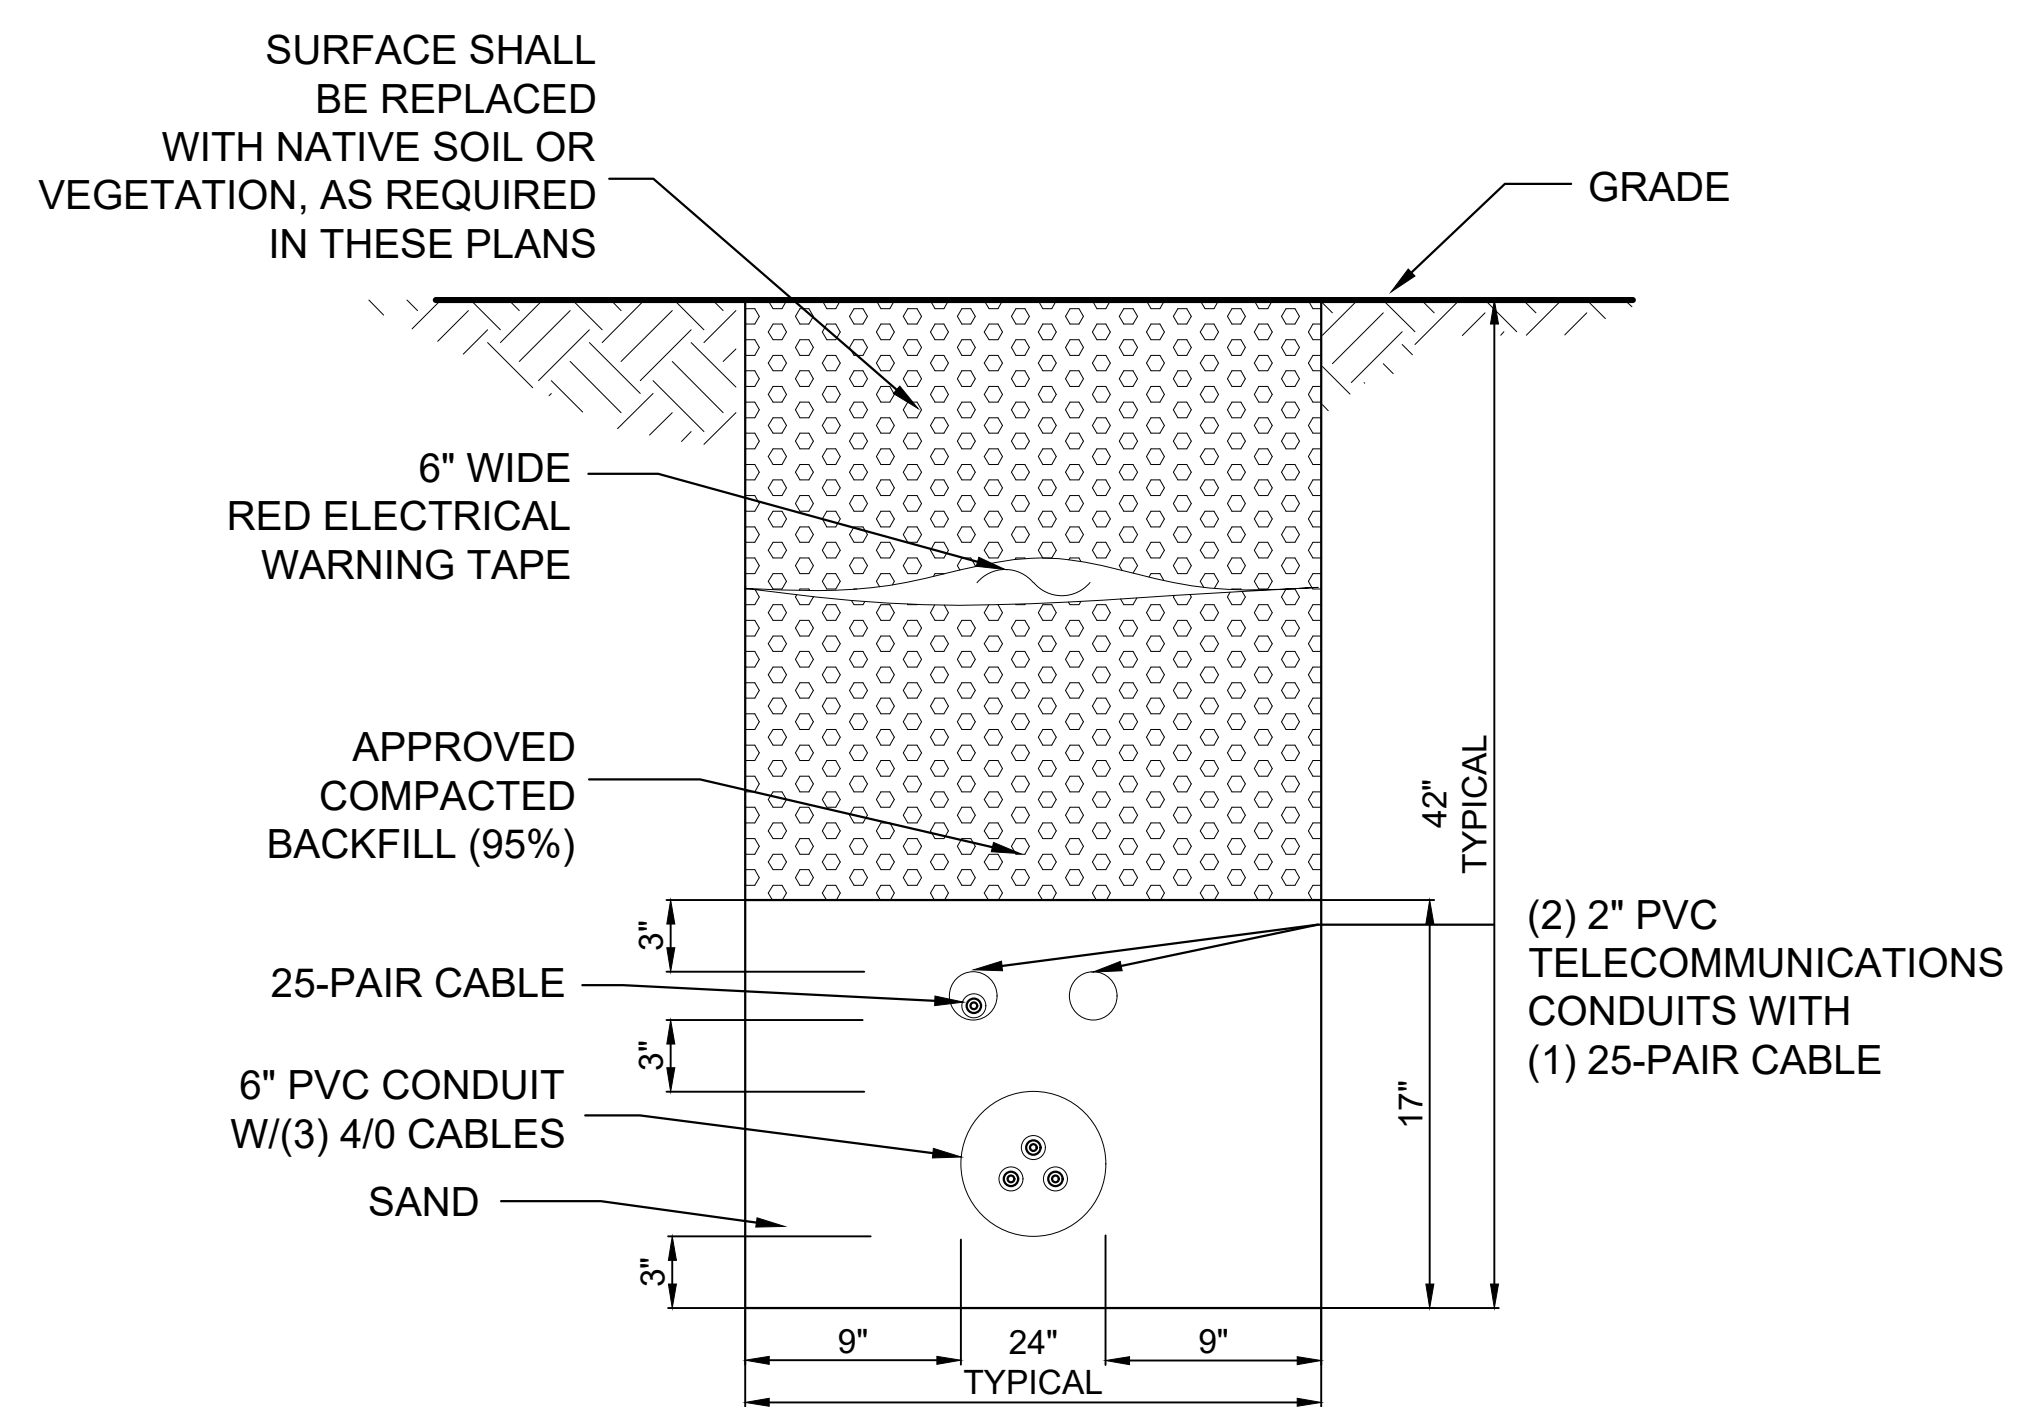 SURFACE SHALL
BE REPLACED
WITH NATIVE SOIL OR
VEGETATION, AS REQUIRED
IN THESE PLANS
GRADE
6" WIDE
RED ELECTRICAL
WARNING TAPE
APPROVED
COMPACTED
BACKFILL (95%)
42"
TYPICAL
3"
25-PAIR CABLE
3"
(2) 2" PVC
TELECOMMUNICATIONS
CONDUITS WITH
(1) 25-PAIR CABLE
17"
6" PVC CONDUIT
W/(3) 4/0 CABLES
SAND
3"
9"
24"
TYPICAL
9"